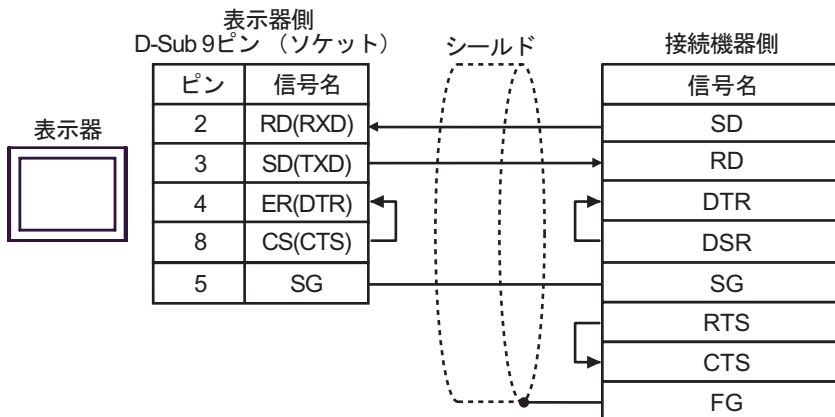 表示器側
D-Sub 9ピン （ソケット）
シールド
接続機器側
表示器
ピン 信号名
2 RD(RXD)
3 SD(TXD)
4 ER(DTR)
8 CS(CTS)
5 SG
信号名
SD
RD
DTR
DSR
SG
RTS
CTS
FG